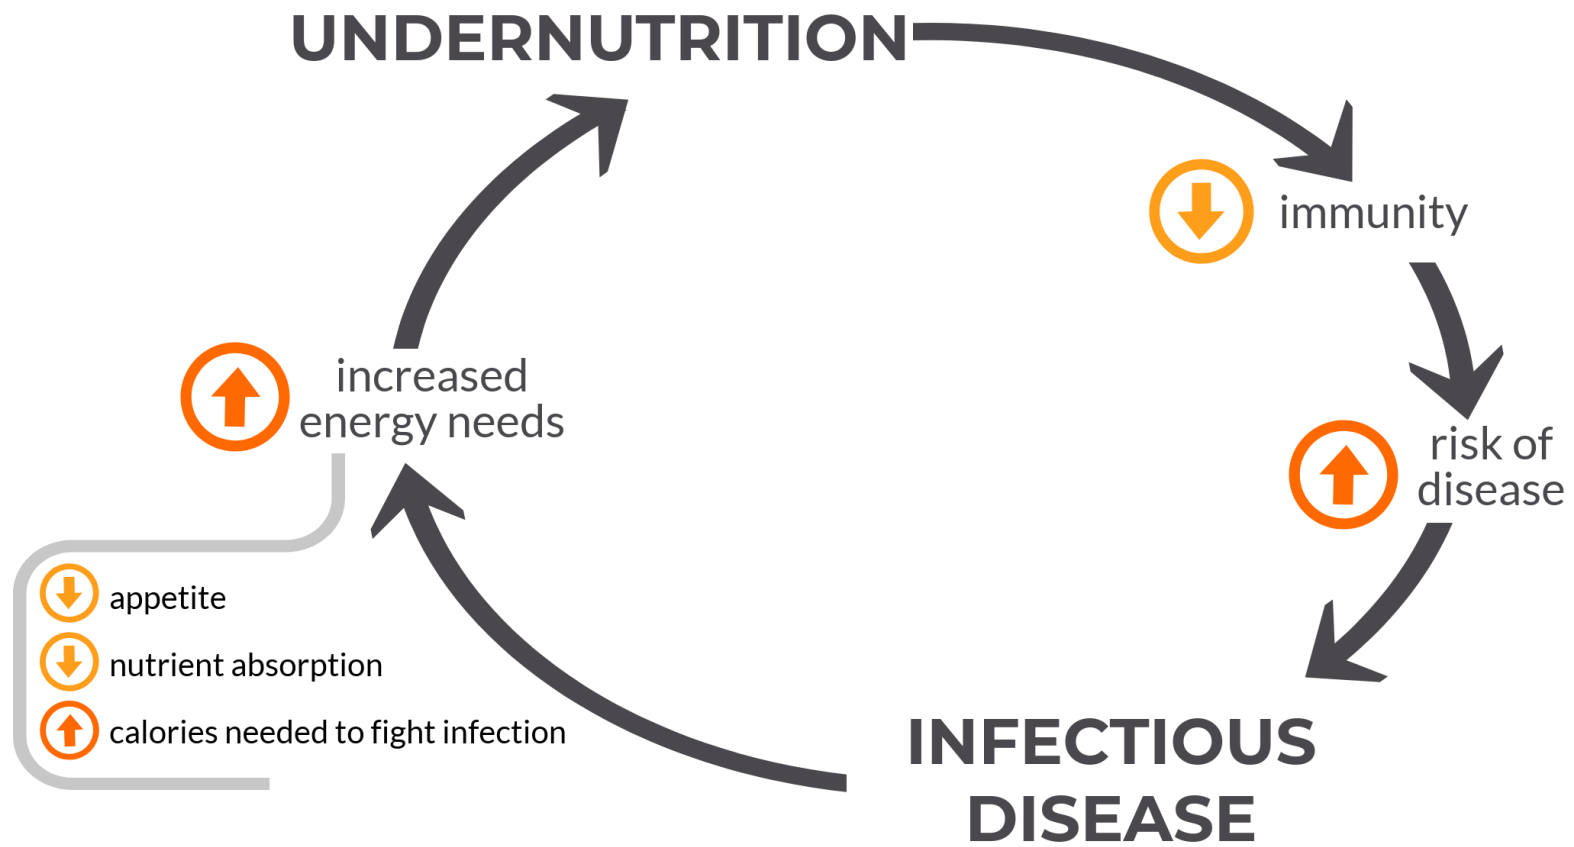 UNDERNUTRITION
immunity
risk of
disease
INFECTIOUS
DISEASE
increased
energy needs
appetite
nutrient absorption
calories needed to fight infection